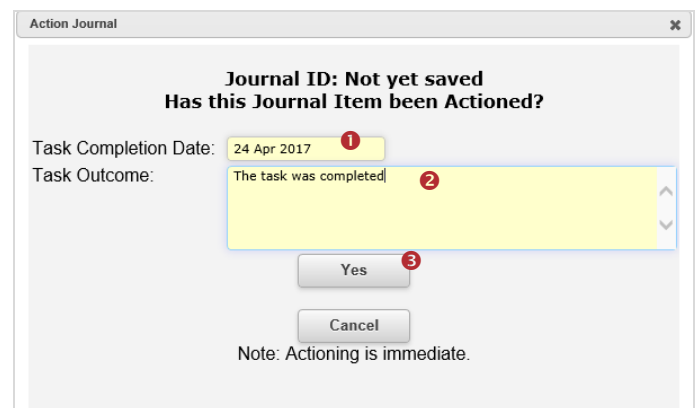 Action Journal
Journal ID: Not yet saved
Has this Journal Item been Actioned?
Task Completion Date: 24 Apr 2017 1
Task Outcome: The task was completed 2
Yes 3
Cancel
Note: Actioning is immediate.